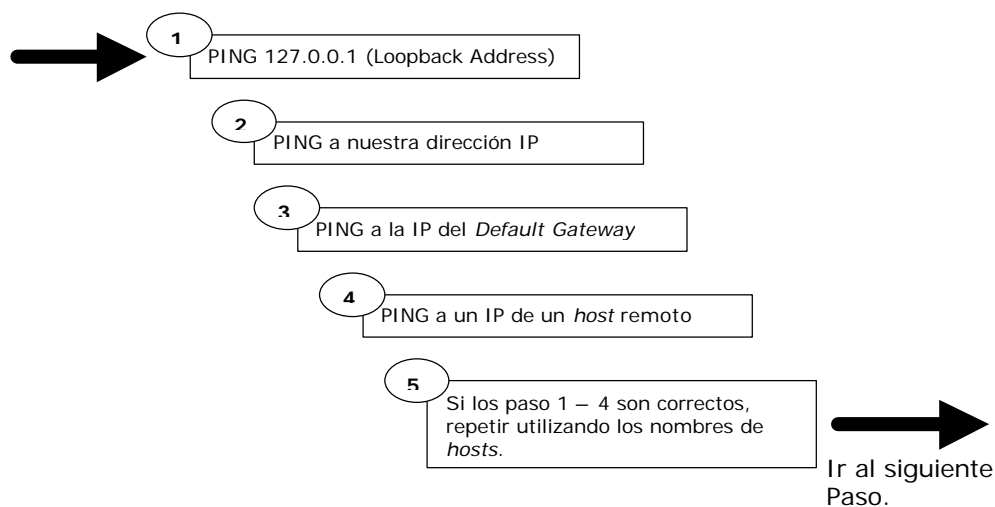 1
PING 127.0.0.1 (Loopback Address)
2
PING a nuestra dirección IP
3
PING a la IP del Default Gateway
4
PING a un IP de un host remoto
5
Si los paso 1 – 4 son correctos,
repetir utilizando los nombres de
hosts.
Ir al siguiente
Paso.